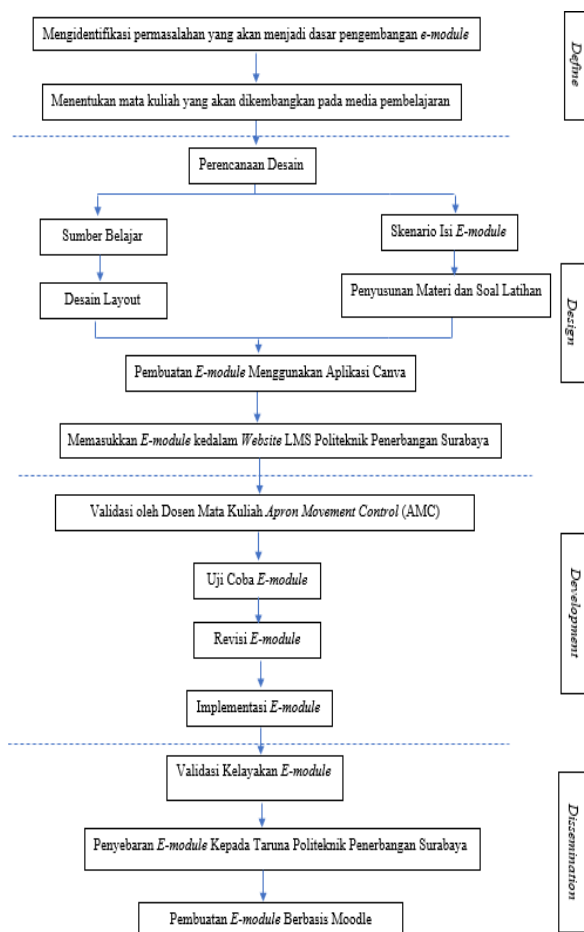 Mengidentifikasi permasalahan yang akan menjadi dasar pengembangan e-module
Define
Menentukan mata kuliah yang akan dikembangkan pada media pembelajaran
Perencanaan Desain
Sumber Belajar
Skenario Isi E-module
Desain Layout
Penyusunan Materi dan Soal Latihan
Design
Pembuatan E-module Menggunakan Aplikasi Canva
Memasukkan E-module kedalam Website LMS Politeknik Penerbangan Surabaya
Validasi oleh Dosen Mata Kuliah Apron Movement Control (AMC)
Uji Coba E-module
Development
Revisi E-module
Implementasi E-module
Validasi Kelayakan E-module
Penyebaran E-module Kepada Taruna Politeknik Penerbangan Surabaya
Dissemination
Pembuatan E-module Berbasis Moodle